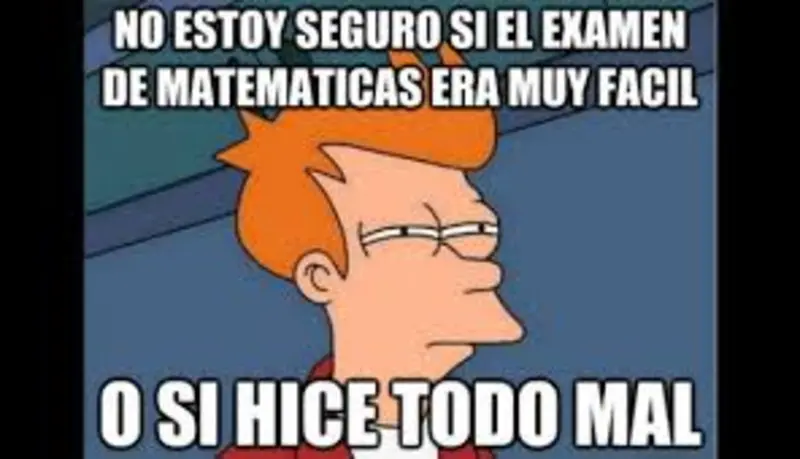 NO ESTOY SEGURO SI EL EXAMEN
DE MATEMATICAS ERA MUY FACIL
O SI HICE TODO MAL